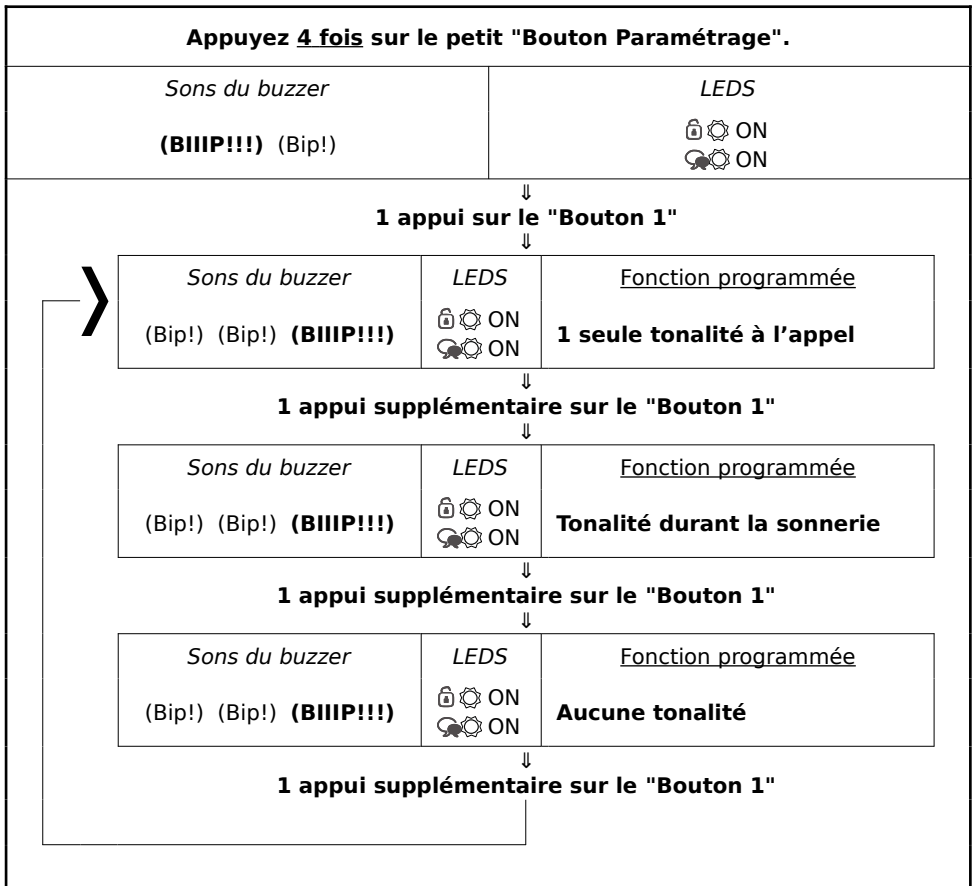 Appuyez 4 fois sur le petit "Bouton Paramétrage".
Sons du buzzer LEDS
(BIIIP!!!) (Bip!) ON
ON
⇓
1 appui sur le "Bouton 1"
⇓
Sons du buzzer LEDS Fonction programmée
(Bip!) (Bip!) (BIIIP!!!) ON 1 seule tonalité à l’appel
ON
⇓
1 appui supplémentaire sur le "Bouton 1"
⇓
Sons du buzzer LEDS Fonction programmée
(Bip!) (Bip!) (BIIIP!!!) ON Tonalité durant la sonnerie
ON
⇓
1 appui supplémentaire sur le "Bouton 1"
⇓
Sons du buzzer LEDS Fonction programmée
(Bip!) (Bip!) (BIIIP!!!) ON Aucune tonalité
ON
⇓
1 appui supplémentaire sur le "Bouton 1"